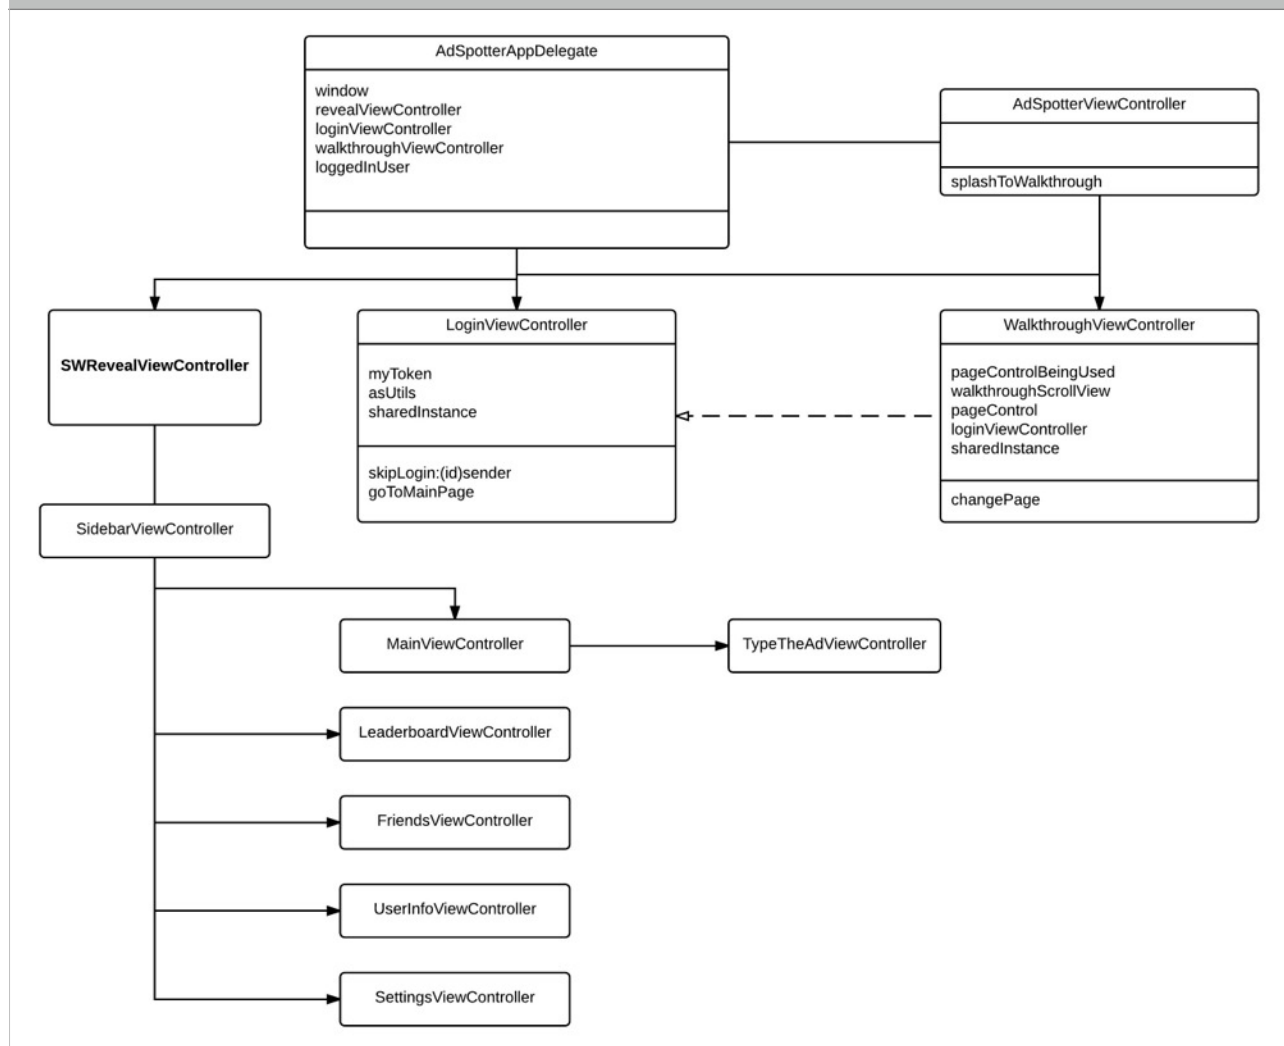 AdSpotterAppDelegate
window
revealViewController
loginViewController
walkthroughViewController
loggedInUser
AdSpotterViewController
splashToWalkthrough
SWRevealViewController
LoginViewController
myToken
asUtils
sharedInstance
skipLogin:(id)sender
goToMainPage
WalkthroughViewController
pageControlBeingUsed
walkthroughScrollView
pageControl
loginViewController
sharedInstance
changePage
SidebarViewController
MainViewController
TypeTheAdViewController
LeaderboardViewController
FriendsViewController
UserInfoViewController
SettingsViewController